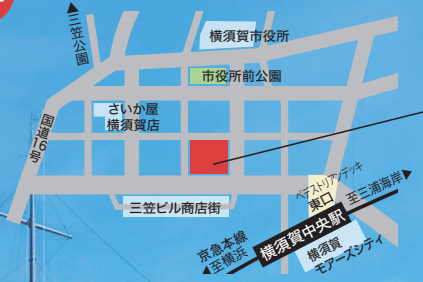 ▲三笠公園
横須賀市役所
市役所前公園
さいか屋
横須賀店
国道16号
三笠ビル商店街
ペデストリアンデッキ
東口
至三浦海岸▶
横須賀中央駅
京急本線
◀至横浜
横須賀
モアーズシティ